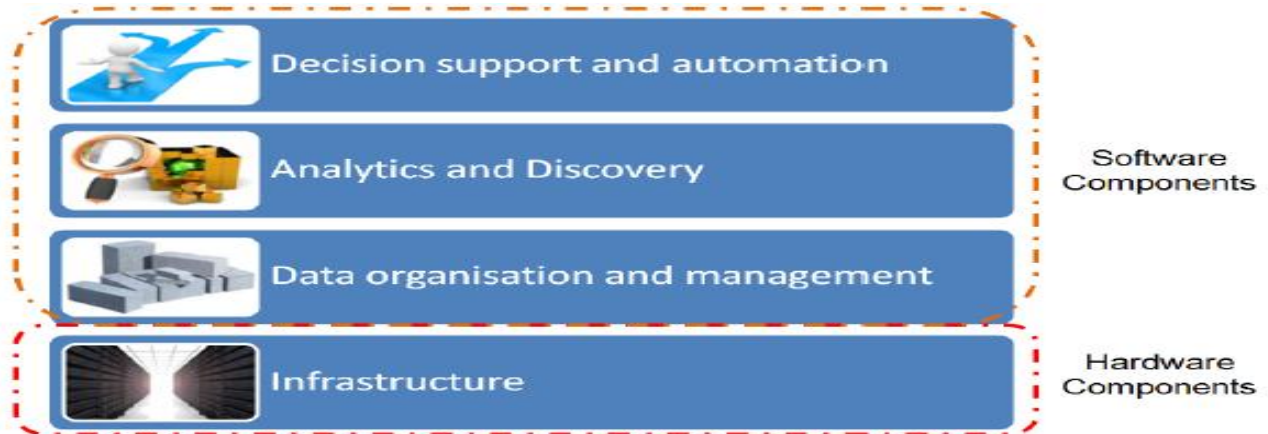 Decision support and automation
Analytics and Discovery
Software
Components
Data organisation and management
Infrastructure
Hardware
Components